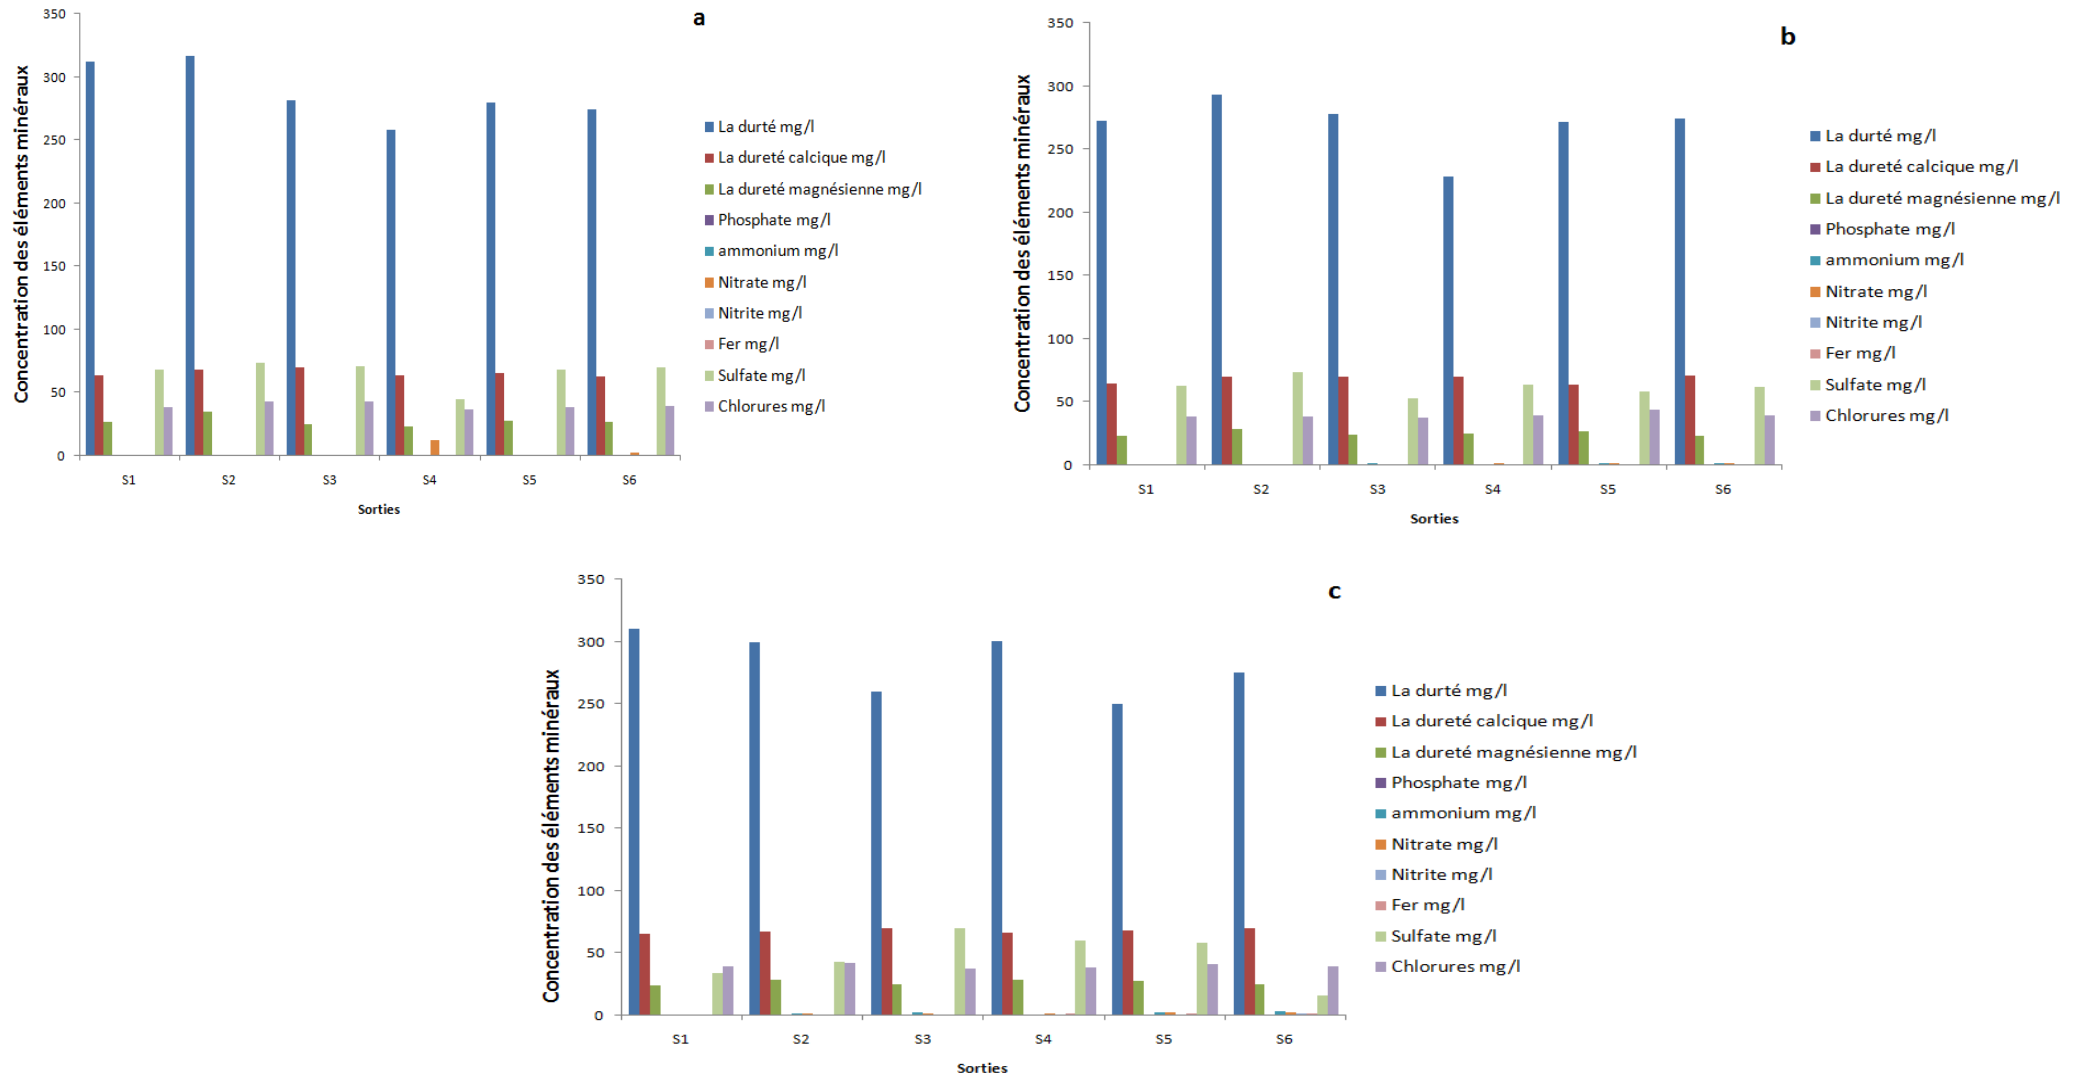 a
Concentration des éléments minéraux
350
300
250
200
150
100
50
0
S1 S2 S3 S4 S5 S6
Sorties
La durté mg/l
La dureté calcique mg/l
La dureté magnésienne mg/l
Phosphate mg/l
ammonium mg/l
Nitrate mg/l
Nitrite mg/l
Fer mg/l
Sulfate mg/l
Chlorures mg/l
b
Concentration des éléments minéraux
350
300
250
200
150
100
50
0
S1 S2 S3 S4 S5 S6
Sorties
La durté mg/l
La dureté calcique mg/l
La dureté magnésienne mg/l
Phosphate mg/l
ammonium mg/l
Nitrate mg/l
Nitrite mg/l
Fer mg/l
Sulfate mg/l
Chlorures mg/l
c
Concentration des éléments minéraux
350
300
250
200
150
100
50
0
S1 S2 S3 S4 S5 S6
Sorties
La durté mg/l
La dureté calcique mg/l
La dureté magnésienne mg/l
Phosphate mg/l
ammonium mg/l
Nitrate mg/l
Nitrite mg/l
Fer mg/l
Sulfate mg/l
Chlorures mg/l